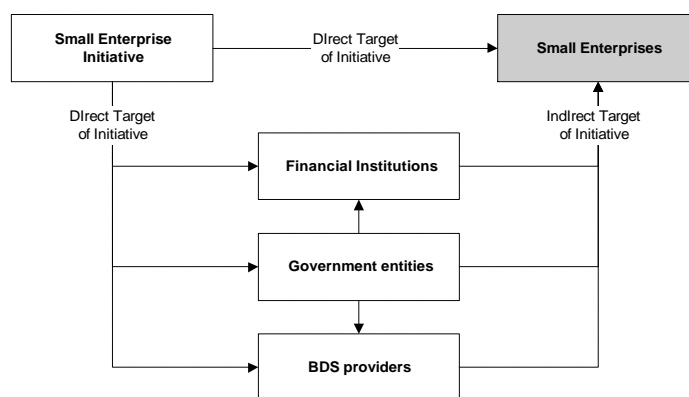 Small Enterprise
Initiative
DIrect Target
of Initiative
Small Enterprises
DIrect Target
of Initiative
IndIrect Target
of Initiative
Financial Institutions
Government entities
BDS providers